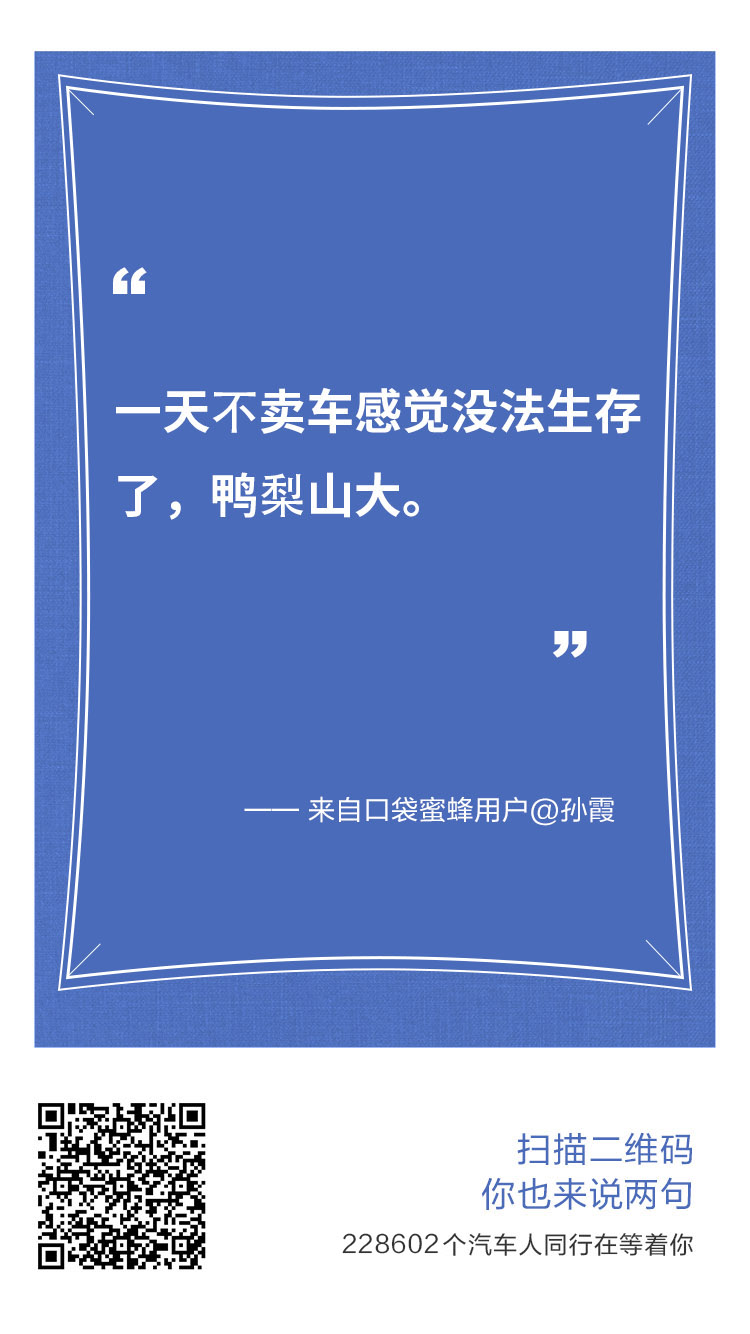 “
一天不卖车感觉没法生存
了，鸭梨山大。
”
—— 来自口袋蜜蜂用户@孙霞
扫描二维码
你也来说两句
228602个汽车人同行在等着你